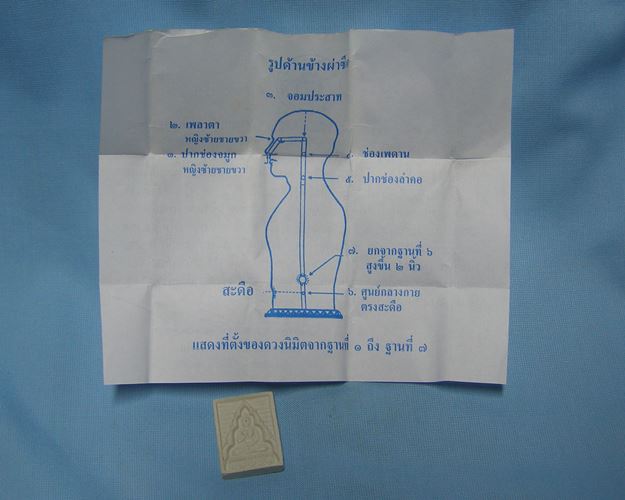 รูปด้านข้างผ่าซีก
๓. จอมประสาท
๒. เพลาตา
หญิงซ้ายชายขวา
๑. ปากช่องจมูก
หญิงซ้ายชายขวา
๔. ช่องเพดาน
๕. ปากช่องลำคอ
๗. ยกจากฐานที่ ๖
สูงขึ้น ๒ นิ้ว
สะดือ
๖. ศูนย์กลางกาย
ตรงสะดือ
แสดงที่ตั้งของดวงนิมิตจากฐานที่ ๑ ถึง ฐานที่ ๗